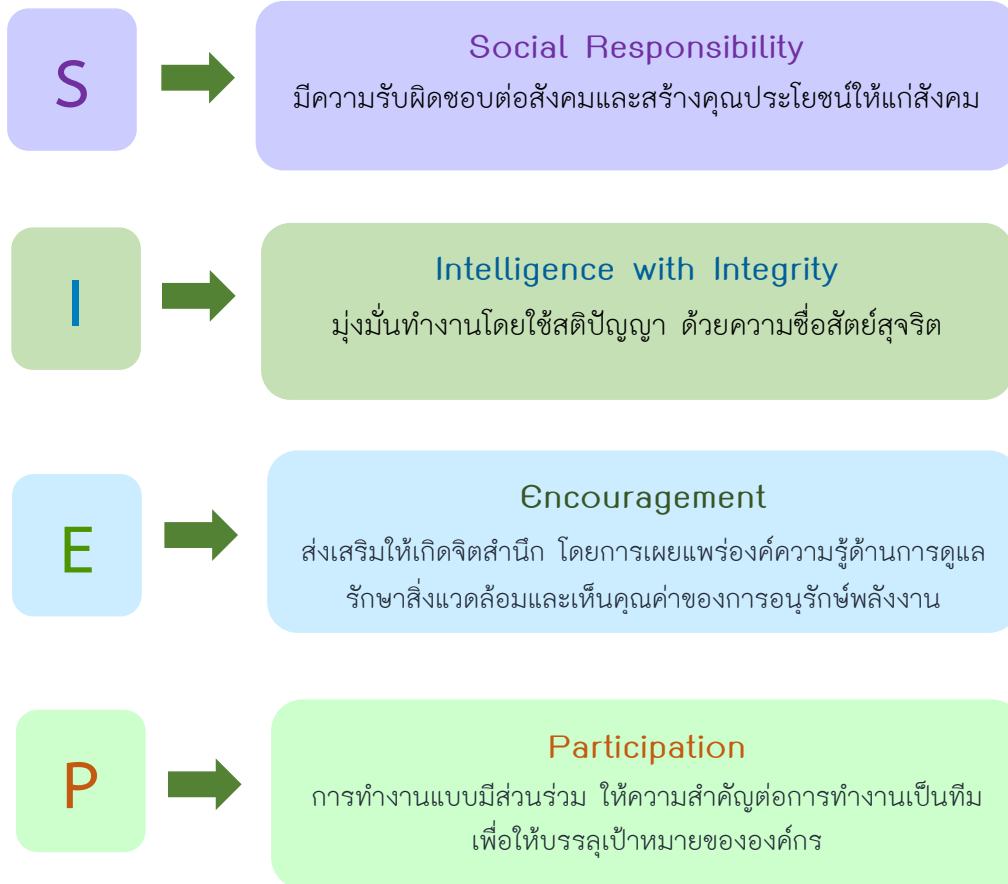 S
Social Responsibility
มีความรับผิดชอบต่อสังคมและสร้างคุณประโยชน์ให้แก่สังคม
I
Intelligence with Integrity
มุ่งมั่นทำงานโดยใช้สติปัญญา ด้วยความซื่อสัตย์สุจริต
E
Encouragement
ส่งเสริมให้เกิดจิตสำนึก โดยการเผยแพร่องค์ความรู้ด้านการดูแล
รักษาสิ่งแวดล้อมและเห็นคุณค่าของการอนุรักษ์พลังงาน
P
Participation
การทำงานแบบมีส่วนร่วม ให้ความสำคัญต่อการทำงานเป็นทีม
เพื่อให้บรรลุเป้าหมายขององค์กร